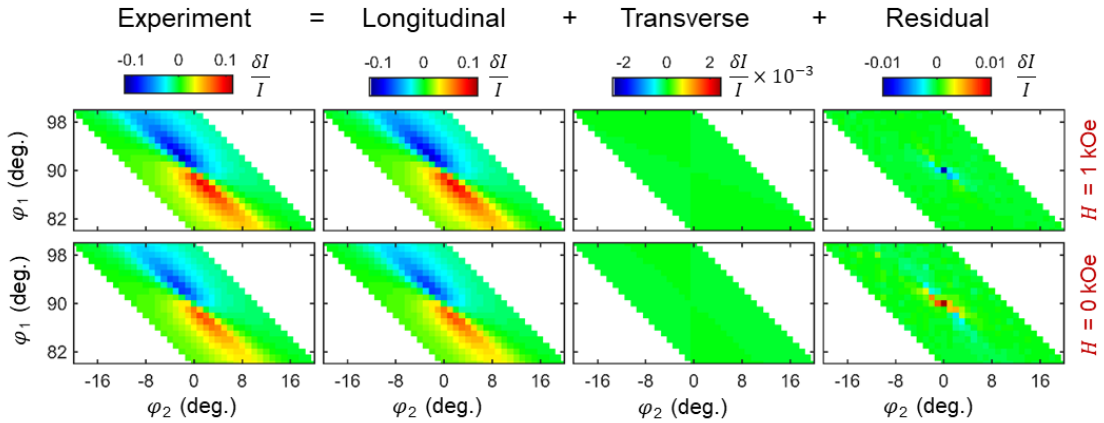 Experiment = Longitudinal + Transverse + Residual
-0.1 0 0.1 δI/I
-0.1 0 0.1 δI/I
-2 0 2 δI/I × 10⁻³
-0.01 0 0.01 δI/I
φ₁ (deg.)
98
90
82
H = 1 kOe
φ₁ (deg.)
98
90
82
H = 0 kOe
-16 -8 0 8 16
-16 -8 0 8 16
-16 -8 0 8 16
-16 -8 0 8 16
φ₂ (deg.)
φ₂ (deg.)
φ₂ (deg.)
φ₂ (deg.)